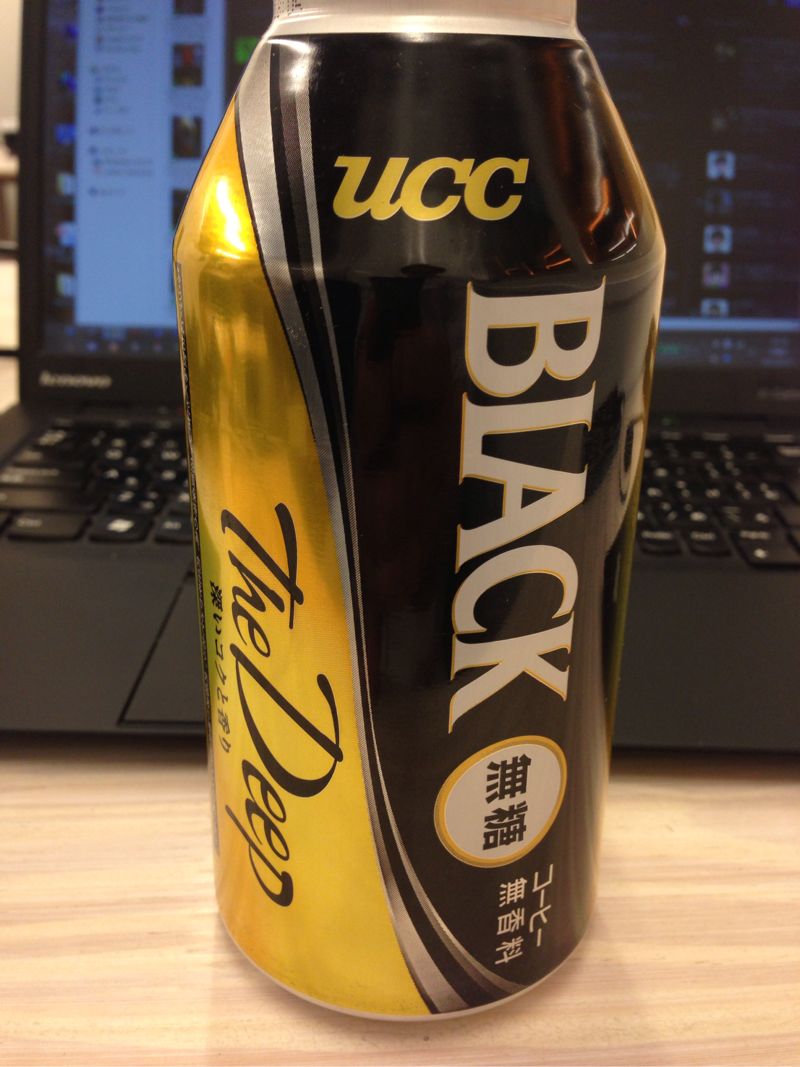 UCC
BLACK
無糖
コーヒー
無香料
The Deep
深いコクと香り
lenovo